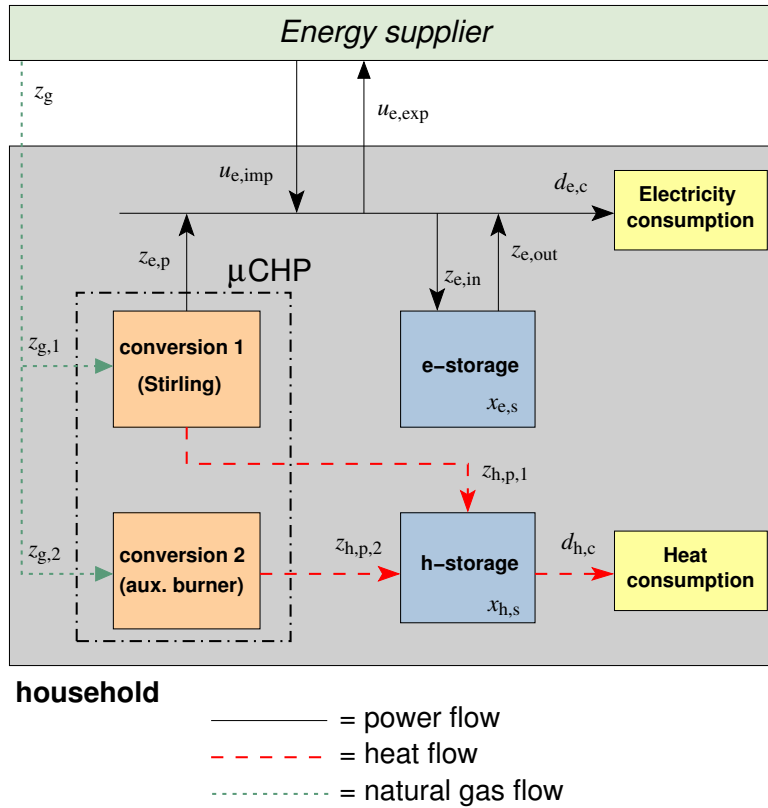 Energy supplier
z_g
u_e,exp
u_e,imp
d_e,c
Electricity
consumption
z_e,p
z_e,out
μCHP
z_e,in
z_g,1
conversion 1
(Stirling)
e−storage
x_e,s
z_h,p,1
z_g,2
conversion 2
(aux. burner)
z_h,p,2
h−storage
x_h,s
d_h,c
Heat
consumption
household
= power flow
= heat flow
= natural gas flow